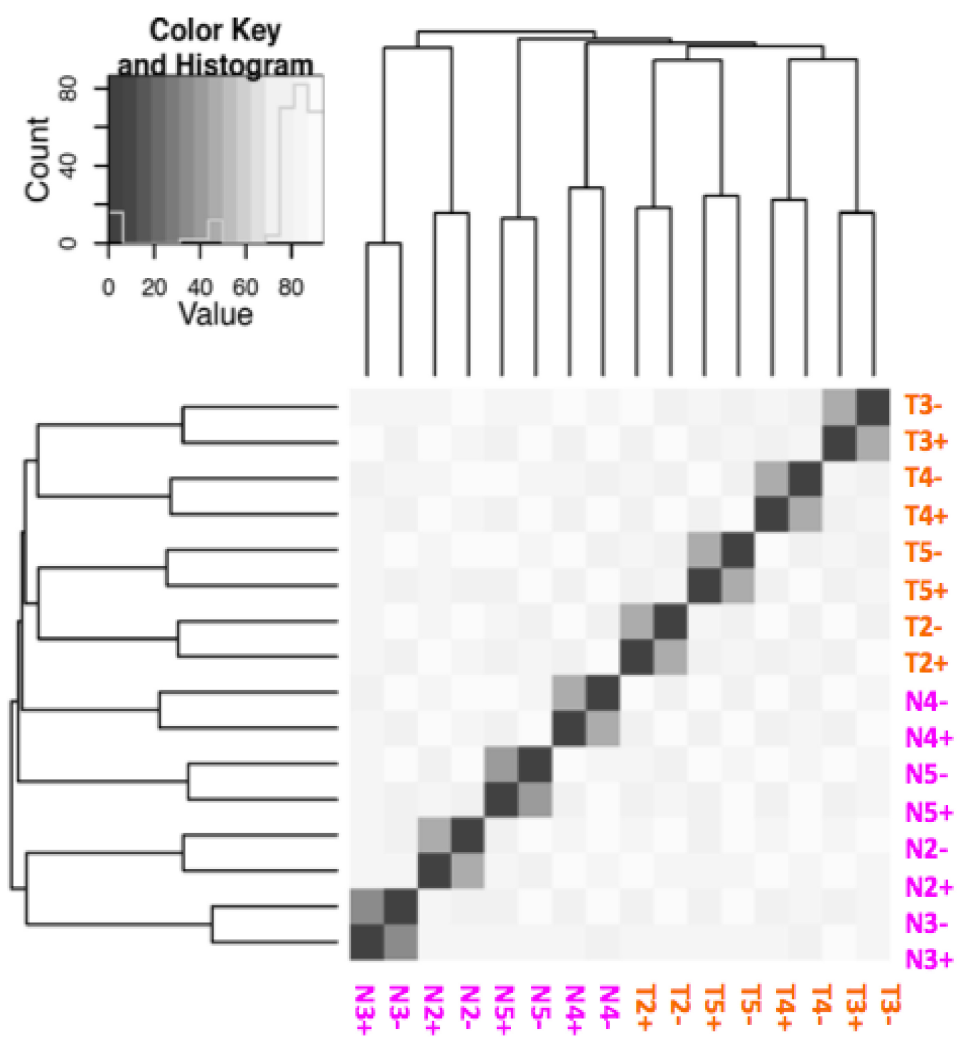 Color Key
and Histogram
Count
0 40 80
0 20 40 60 80
Value
T3-
T3+
T4-
T4+
T5-
T5+
T2-
T2+
N4-
N4+
N5-
N5+
N2-
N2+
N3-
N3+
N3+ N3- N2+ N2- N5+ N5- N4+ N4- T2+ T2- T5+ T5- T4+ T4- T3+ T3-